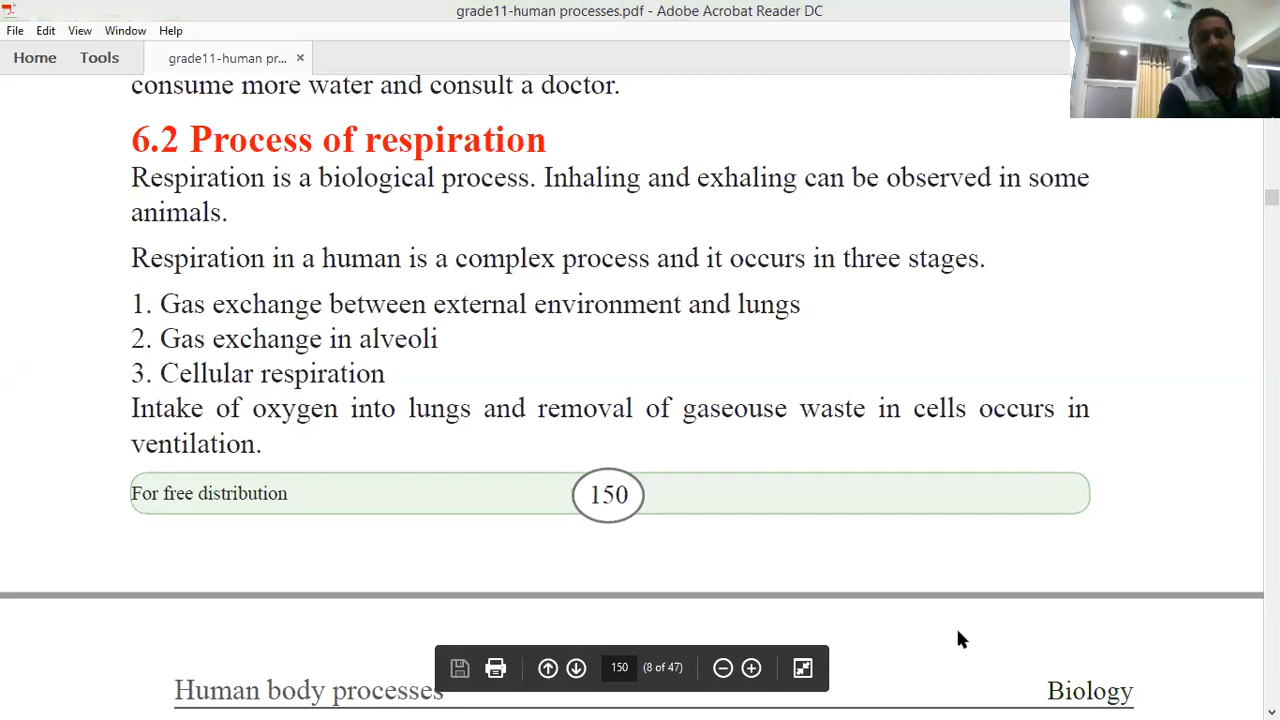 grade11-human processes.pdf - Adobe Acrobat Reader DC
File Edit View Window Help
Home Tools grade11-human pr... ×
consume more water and consult a doctor.
6.2 Process of respiration
Respiration is a biological process. Inhaling and exhaling can be observed in some
animals.
Respiration in a human is a complex process and it occurs in three stages.
1. Gas exchange between external environment and lungs
2. Gas exchange in alveoli
3. Cellular respiration
Intake of oxygen into lungs and removal of gaseouse waste in cells occurs in
ventilation.
For free distribution 150
150 (8 of 47)
Human body processes Biology